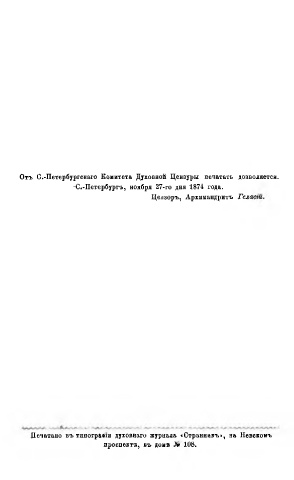 Отъ С.-Петербургскаго Комитета Духовной Цензуры печатать дозволяется.
С.-Петербургъ, ноября 27-го дня 1874 года.
Цензоръ, Архимандритъ Геласій.
Печатано въ типографіи духовнаго журнала «Странникъ», на Невскомъ
проспектѣ, въ домѣ № 108.